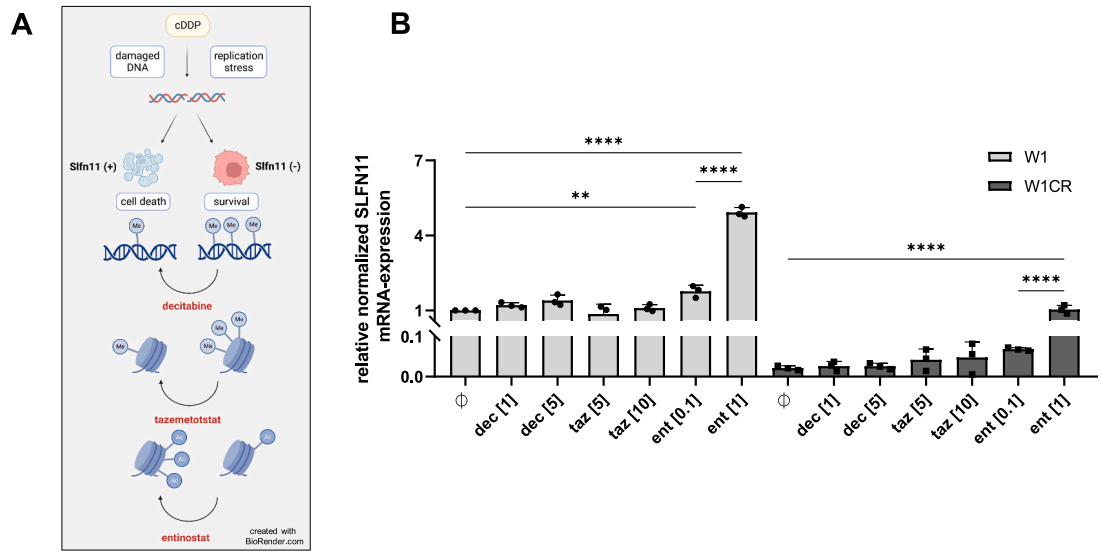 A
cDDP
damaged
DNA
replication
stress
Slfn11 (+)
Slfn11 (-)
cell death
survival
Me
Me
Me
Me
decitabine
Me
Me
Me
Me
tazemetotstat
Ac
Ac
Ac
Ac
entinostat
created with
BioRender.com
B
relative normalized SLFN11
mRNA-expression
7
4
1
0.1
0.0
****
****
**
****
****
W1
W1CR
∅
dec [1]
dec [5]
taz [5]
taz [10]
ent [0.1]
ent [1]
∅
dec [1]
dec [5]
taz [5]
taz [10]
ent [0.1]
ent [1]